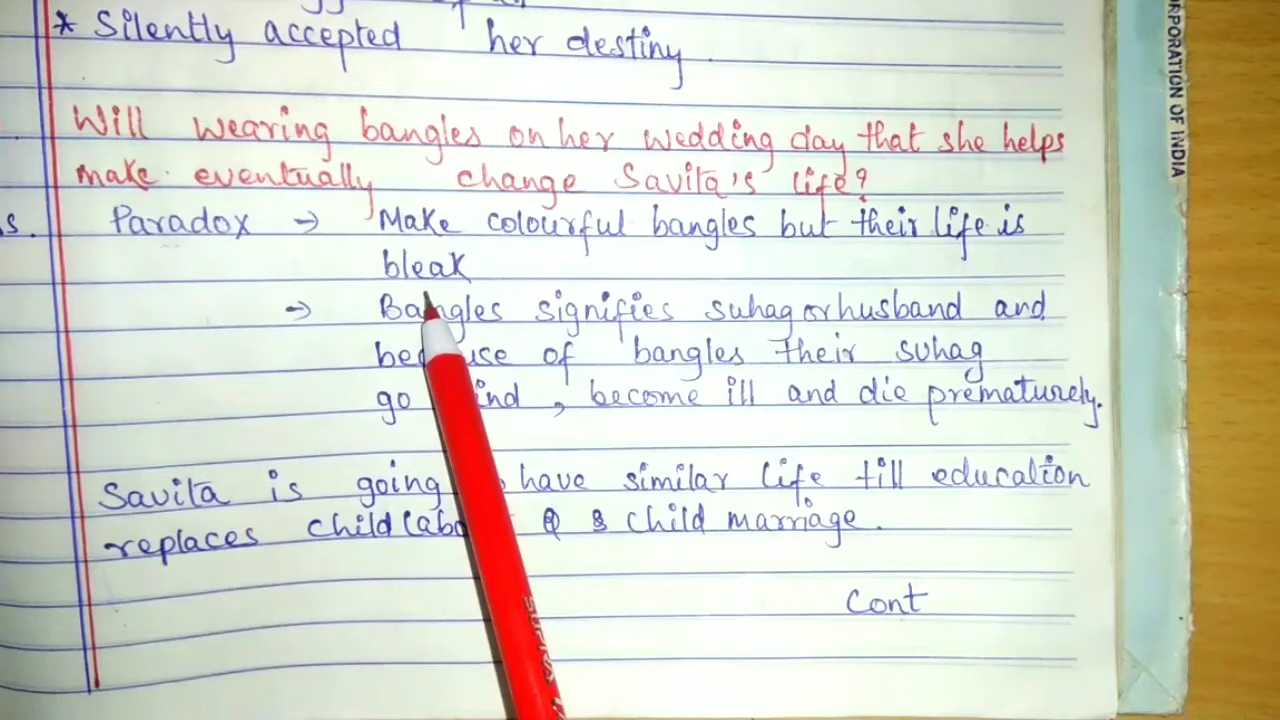 * Silently accepted her destiny.
Will wearing bangles on her wedding day that she helps
make eventually change Savita's life?
s. Paradox → Make colourful bangles but their life is
bleak
→ Bangles signifies suhag or husband and
because of bangles their suhag
go ind, become ill and die prematurely.
Savita is going have similar life till education
replaces child labo & child marriage.
Cont
RPORATION OF INDIA